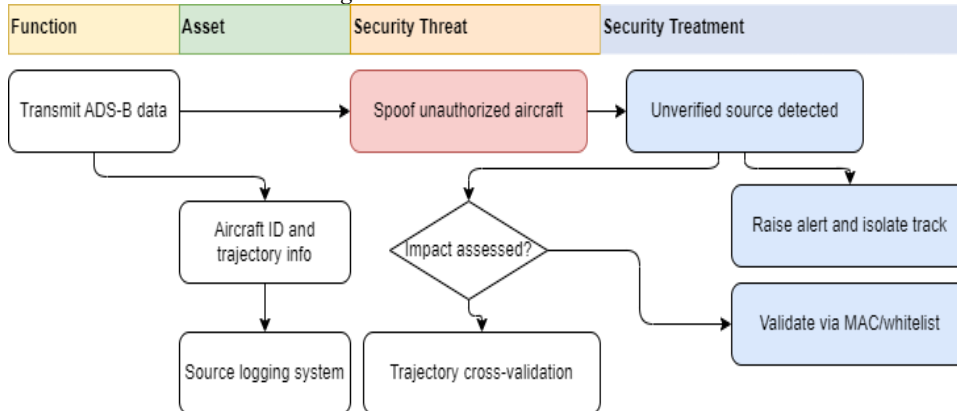 Function
Asset
Security Threat
Security Treatment
Transmit ADS-B data
Spoof unauthorized aircraft
Unverified source detected
Aircraft ID and
trajectory info
Impact assessed?
Raise alert and isolate track
Validate via MAC/whitelist
Source logging system
Trajectory cross-validation